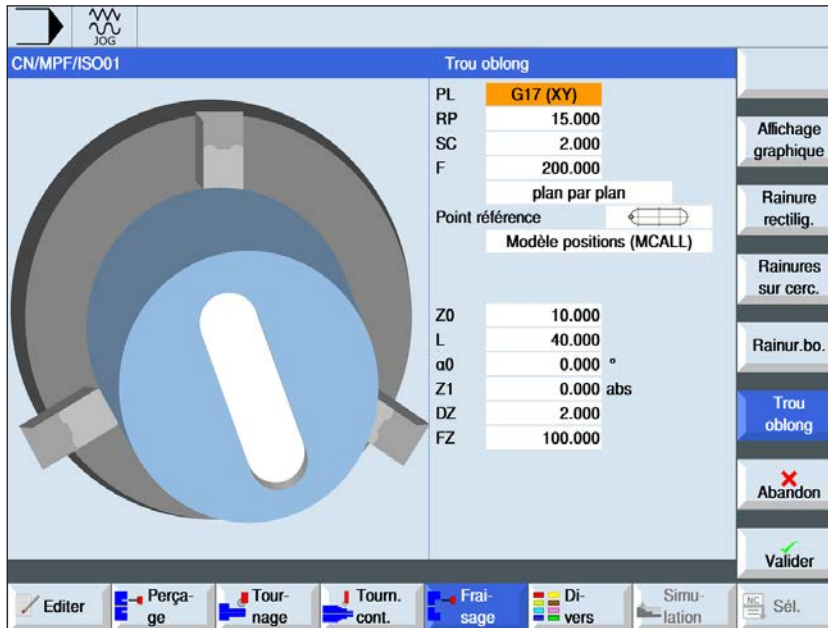 JOG
CN/MPF/ISO01
Trou oblong
PL G17 (XY)
RP 15.000
SC 2.000
F 200.000
plan par plan
Point référence
Modèle positions (MCALL)
Z0 10.000
L 40.000
α0 0.000 °
Z1 0.000 abs
DZ 2.000
FZ 100.000
Affichage
graphique
Rainure
rectilig.
Rainures
sur cerc.
Rainur.bo.
Trou
oblong
Abandon
Valider
Editer
Perça-
ge
Tour-
nage
Tourn.
cont.
Frai-
sage
Di-
vers
Simu-
lation
NC
Sél.